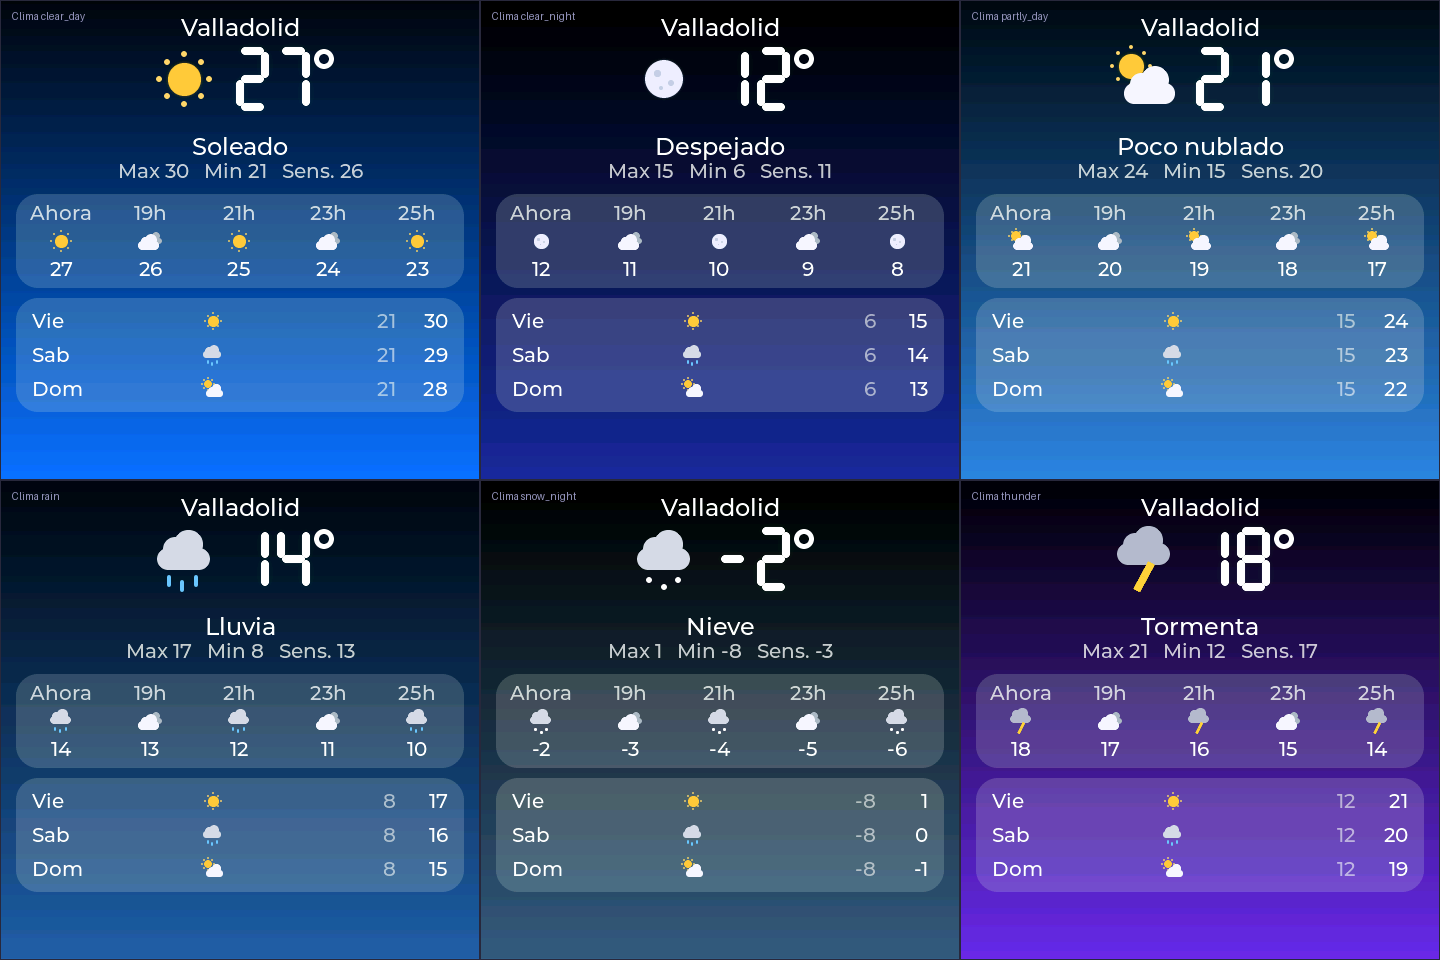 Clima clear_day
Valladolid
27°
Soleado
Max 30 Min 21 Sens. 26
Ahora 19h 21h 23h 25h
27 26 25 24 23
Vie 21 30
Sab 21 29
Dom 21 28
Clima clear_night
Valladolid
12°
Despejado
Max 15 Min 6 Sens. 11
Ahora 19h 21h 23h 25h
12 11 10 9 8
Vie 6 15
Sab 6 14
Dom 6 13
Clima partly_day
Valladolid
21°
Poco nublado
Max 24 Min 15 Sens. 20
Ahora 19h 21h 23h 25h
21 20 19 18 17
Vie 15 24
Sab 15 23
Dom 15 22
Clima rain
Valladolid
14°
Lluvia
Max 17 Min 8 Sens. 13
Ahora 19h 21h 23h 25h
14 13 12 11 10
Vie 8 17
Sab 8 16
Dom 8 15
Clima snow_night
Valladolid
-2°
Nieve
Max 1 Min -8 Sens. -3
Ahora 19h 21h 23h 25h
-2 -3 -4 -5 -6
Vie -8 1
Sab -8 0
Dom -8 -1
Clima thunder
Valladolid
18°
Tormenta
Max 21 Min 12 Sens. 17
Ahora 19h 21h 23h 25h
18 17 16 15 14
Vie 12 21
Sab 12 20
Dom 12 19